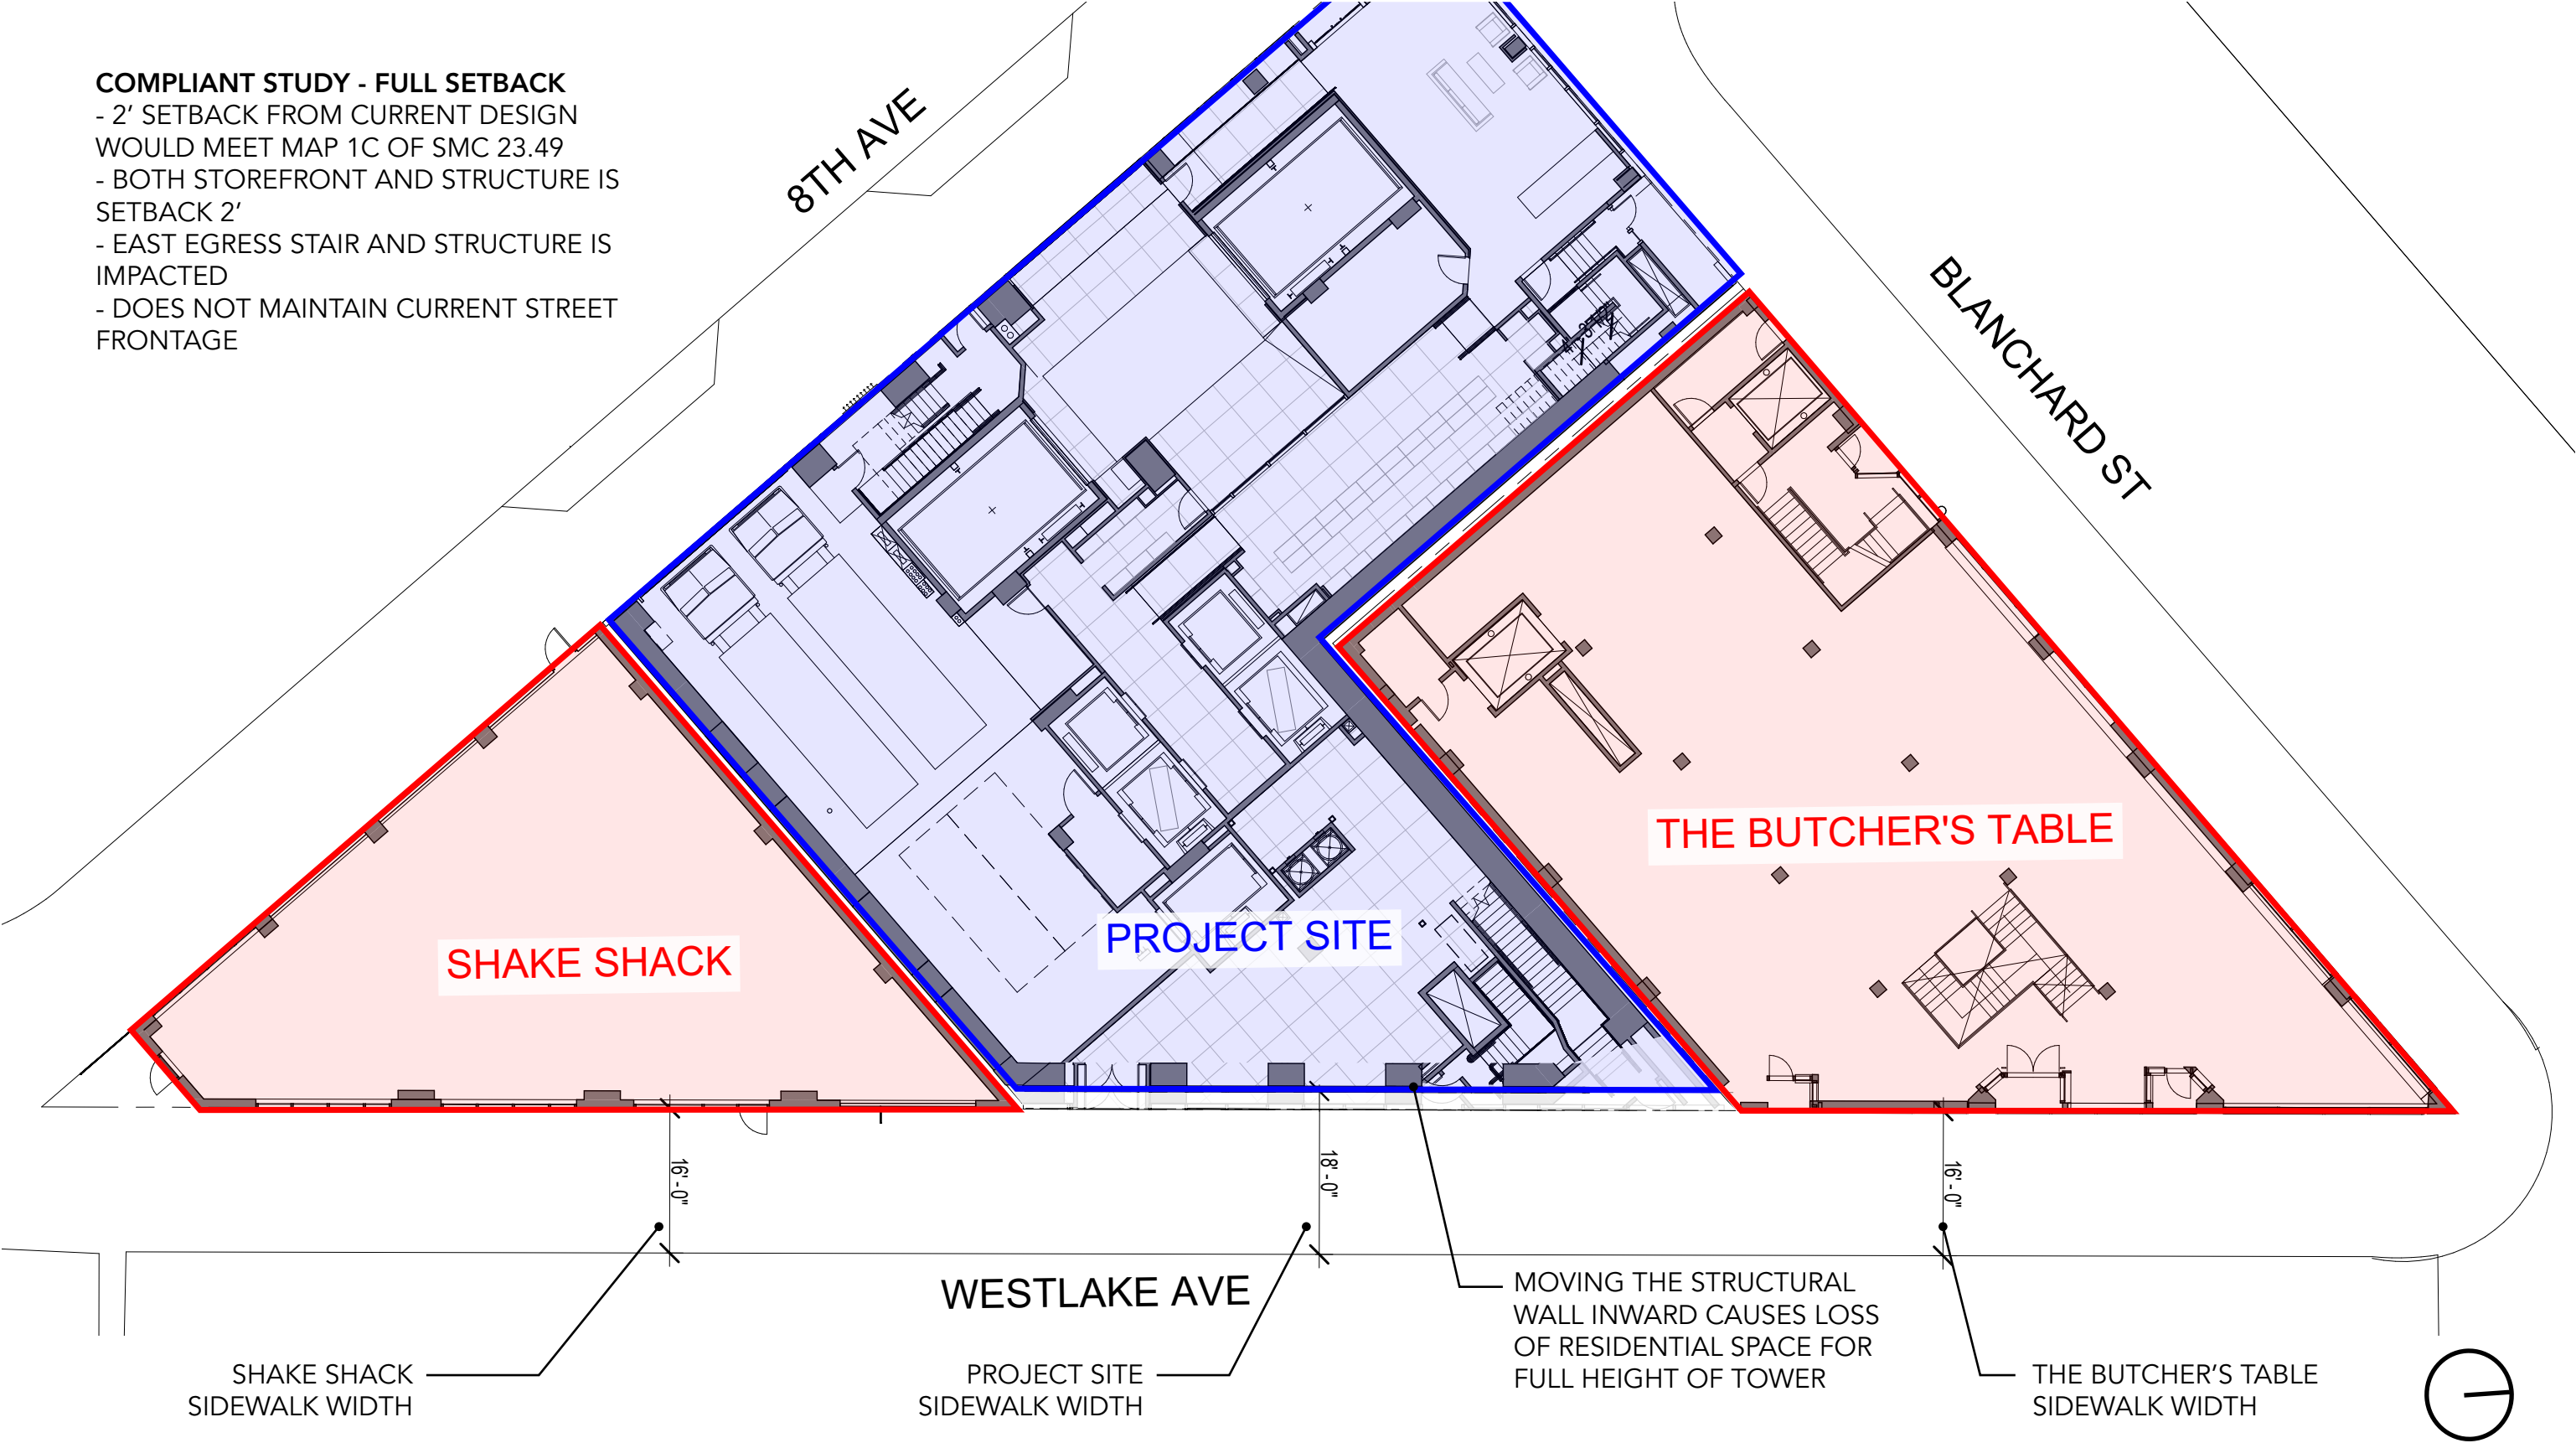 COMPLIANT STUDY - FULL SETBACK
- 2’ SETBACK FROM CURRENT DESIGN
WOULD MEET MAP 1C OF SMC 23.49
- BOTH STOREFRONT AND STRUCTURE IS
SETBACK 2’
- EAST EGRESS STAIR AND STRUCTURE IS
IMPACTED
- DOES NOT MAINTAIN CURRENT STREET
FRONTAGE
8TH AVE
BLANCHARD ST
THE BUTCHER'S TABLE
PROJECT SITE
SHAKE SHACK
16' - 0"
18' - 0"
16' - 0"
WESTLAKE AVE
MOVING THE STRUCTURAL
WALL INWARD CAUSES LOSS
OF RESIDENTIAL SPACE FOR
FULL HEIGHT OF TOWER
SHAKE SHACK
SIDEWALK WIDTH
PROJECT SITE
SIDEWALK WIDTH
THE BUTCHER’S TABLE
SIDEWALK WIDTH